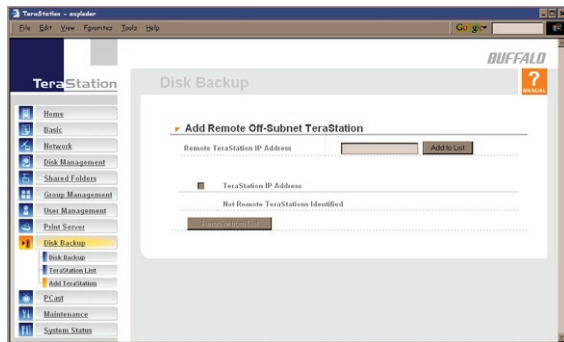 TeraStation - exploder
File Edit View Fgvorites Tools Help
Google
BUFFALO
TeraStation
Disk Backup
?
MANUAL
Home
Basic
Network
Disk Management
Shared Folders
Group Management
User Management
Print Server
Disk Backup
Disk Backup
TeraStation List
Add TeraStation
PCast
Maintenance
System Status
Add Remote Off-Subnet TeraStation
Remote TeraStation IP Address
Add to List
TeraStation IP Address
Not Remote TeraStations Identified